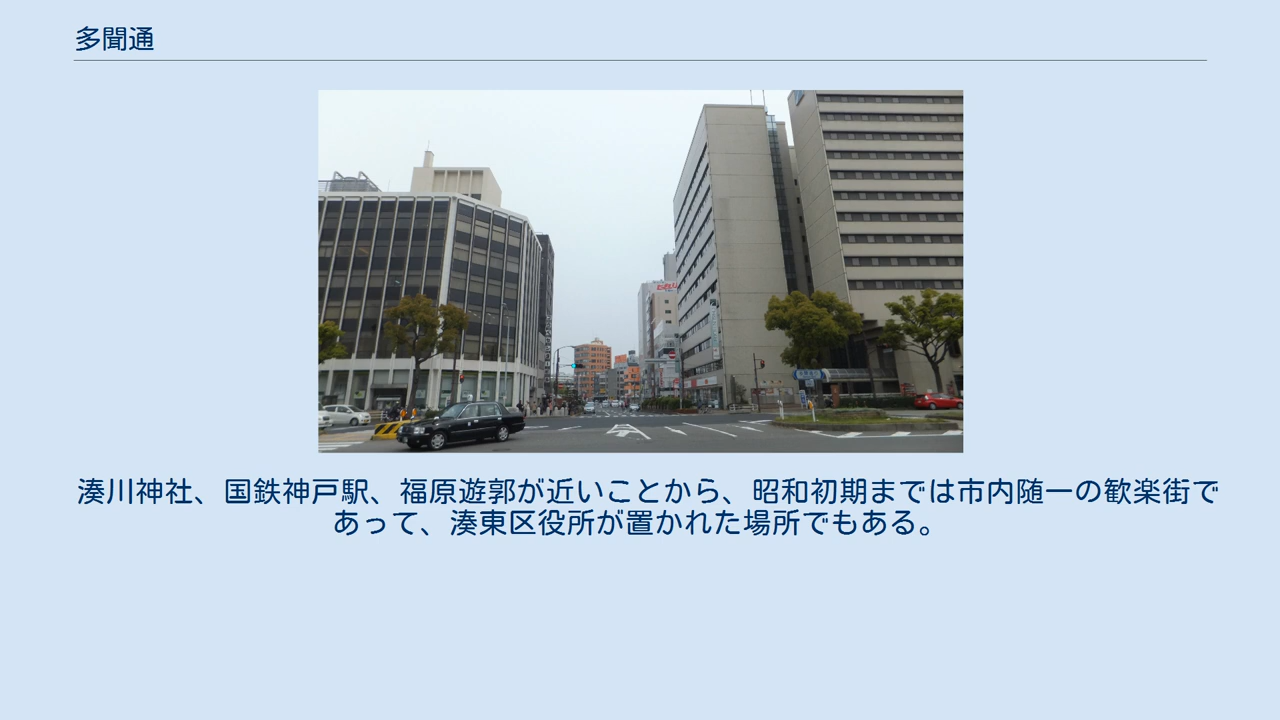 多聞通
湊川神社、国鉄神戸駅、福原遊郭が近いことから、昭和初期までは市内随一の歓楽街で
あって、湊東区役所が置かれた場所でもある。